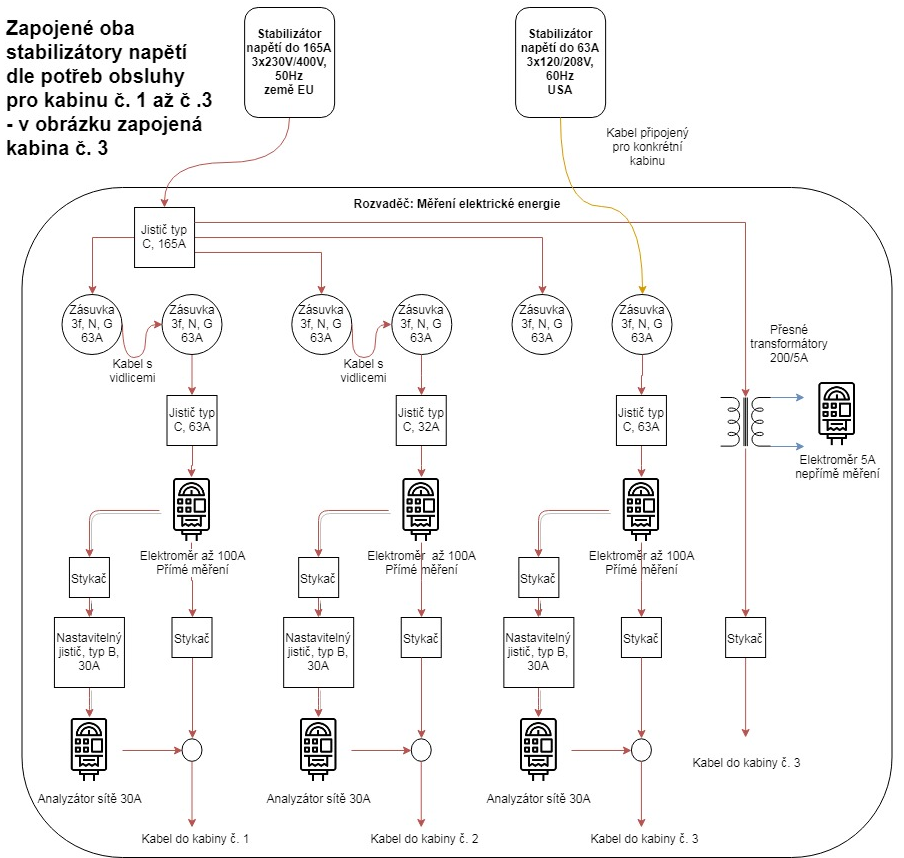 Zapojené oba
stabilizátory napětí
dle potřeb obsluhy
pro kabinu č. 1 až č .3
- v obrázku zapojená
kabina č. 3
Stabilizátor
napětí do 165A
3x230V/400V,
50Hz
země EU
Stabilizátor
napětí do 63A
3x120/208V,
60Hz
USA
Kabel připojený
pro konkrétní
kabinu
Rozvaděč: Měření elektrické energie
Jistič typ
C, 165A
Zásuvka
3f, N, G
63A
Zásuvka
3f, N, G
63A
Zásuvka
3f, N, G
63A
Zásuvka
3f, N, G
63A
Zásuvka
3f, N, G
63A
Zásuvka
3f, N, G
63A
Kabel s
vidlicemi
Kabel s
vidlicemi
Přesné
transformátory
200/5A
Jistič typ
C, 63A
Jistič typ
C, 32A
Jistič typ
C, 63A
Elektroměr 5A
nepřímé měření
Elektroměr až 100A
Přímé měření
Elektroměr až 100A
Přímé měření
Elektroměr až 100A
Přímé měření
Stykač
Stykač
Stykač
Nastavitelný
jistič, typ B,
30A
Stykač
Nastavitelný
jistič, typ B,
30A
Stykač
Nastavitelný
jistič, typ B,
30A
Stykač
Stykač
Kabel do kabiny č. 3
Analyzátor sítě 30A
Analyzátor sítě 30A
Analyzátor sítě 30A
Kabel do kabiny č. 1
Kabel do kabiny č. 2
Kabel do kabiny č. 3